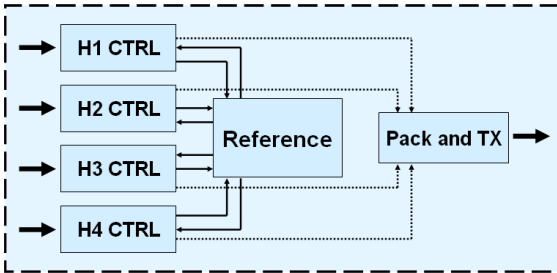 H1 CTRL
H2 CTRL
Reference
Pack and TX
H3 CTRL
H4 CTRL